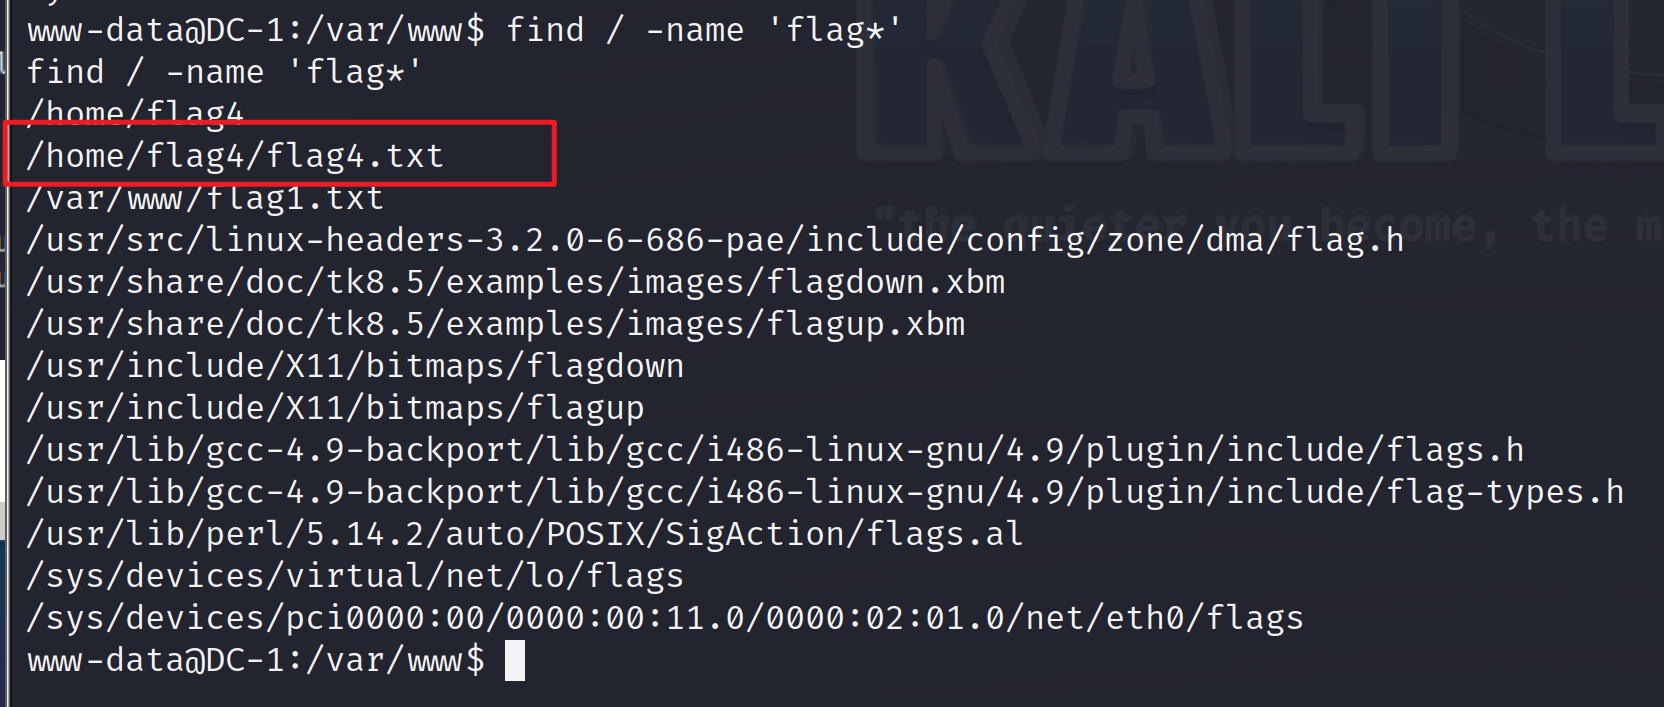 www-data@DC-1:/var/www$ find / -name 'flag*'
find / -name 'flag*'
/home/flag4
/home/flag4/flag4.txt
/var/www/flag1.txt
/usr/src/linux-headers-3.2.0-6-686-pae/include/config/zone/dma/flag.h
/usr/share/doc/tk8.5/examples/images/flagdown.xbm
/usr/share/doc/tk8.5/examples/images/flagup.xbm
/usr/include/X11/bitmaps/flagdown
/usr/include/X11/bitmaps/flagup
/usr/lib/gcc-4.9-backport/lib/gcc/i486-linux-gnu/4.9/plugin/include/flags.h
/usr/lib/gcc-4.9-backport/lib/gcc/i486-linux-gnu/4.9/plugin/include/flag-types.h
/usr/lib/perl/5.14.2/auto/POSIX/SigAction/flags.al
/sys/devices/virtual/net/lo/flags
/sys/devices/pci0000:00/0000:00:11.0/0000:02:01.0/net/eth0/flags
www-data@DC-1:/var/www$
KALI L
"the quieter you become, the m